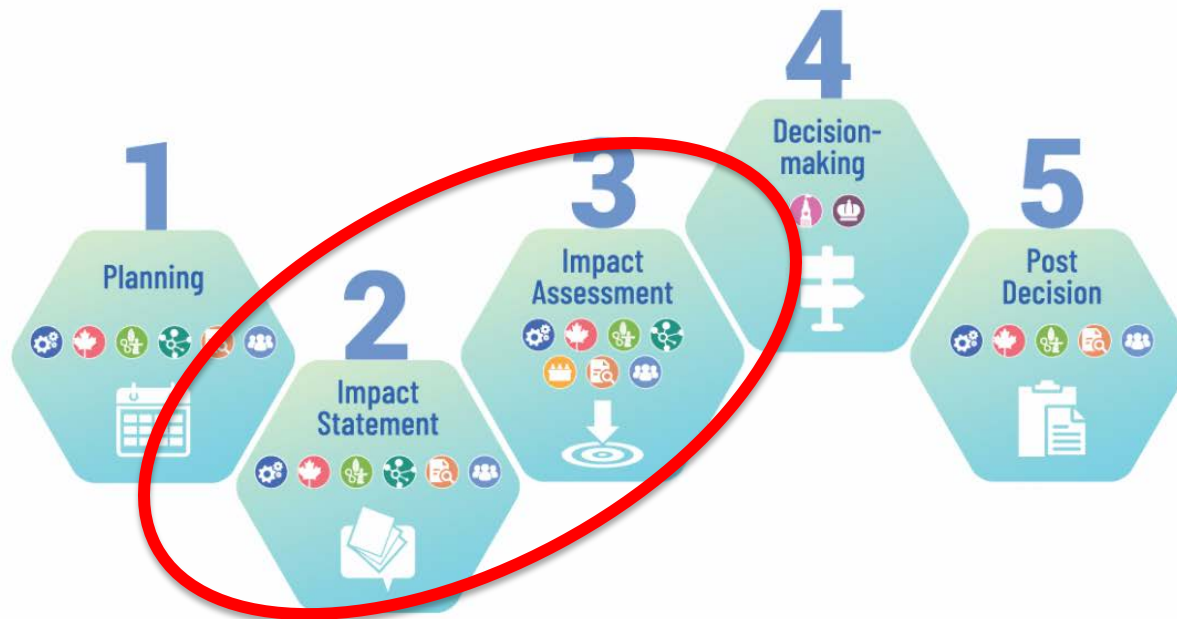 1
Planning
2
Impact
Statement
3
Impact
Assessment
4
Decision-
making
5
Post
Decision